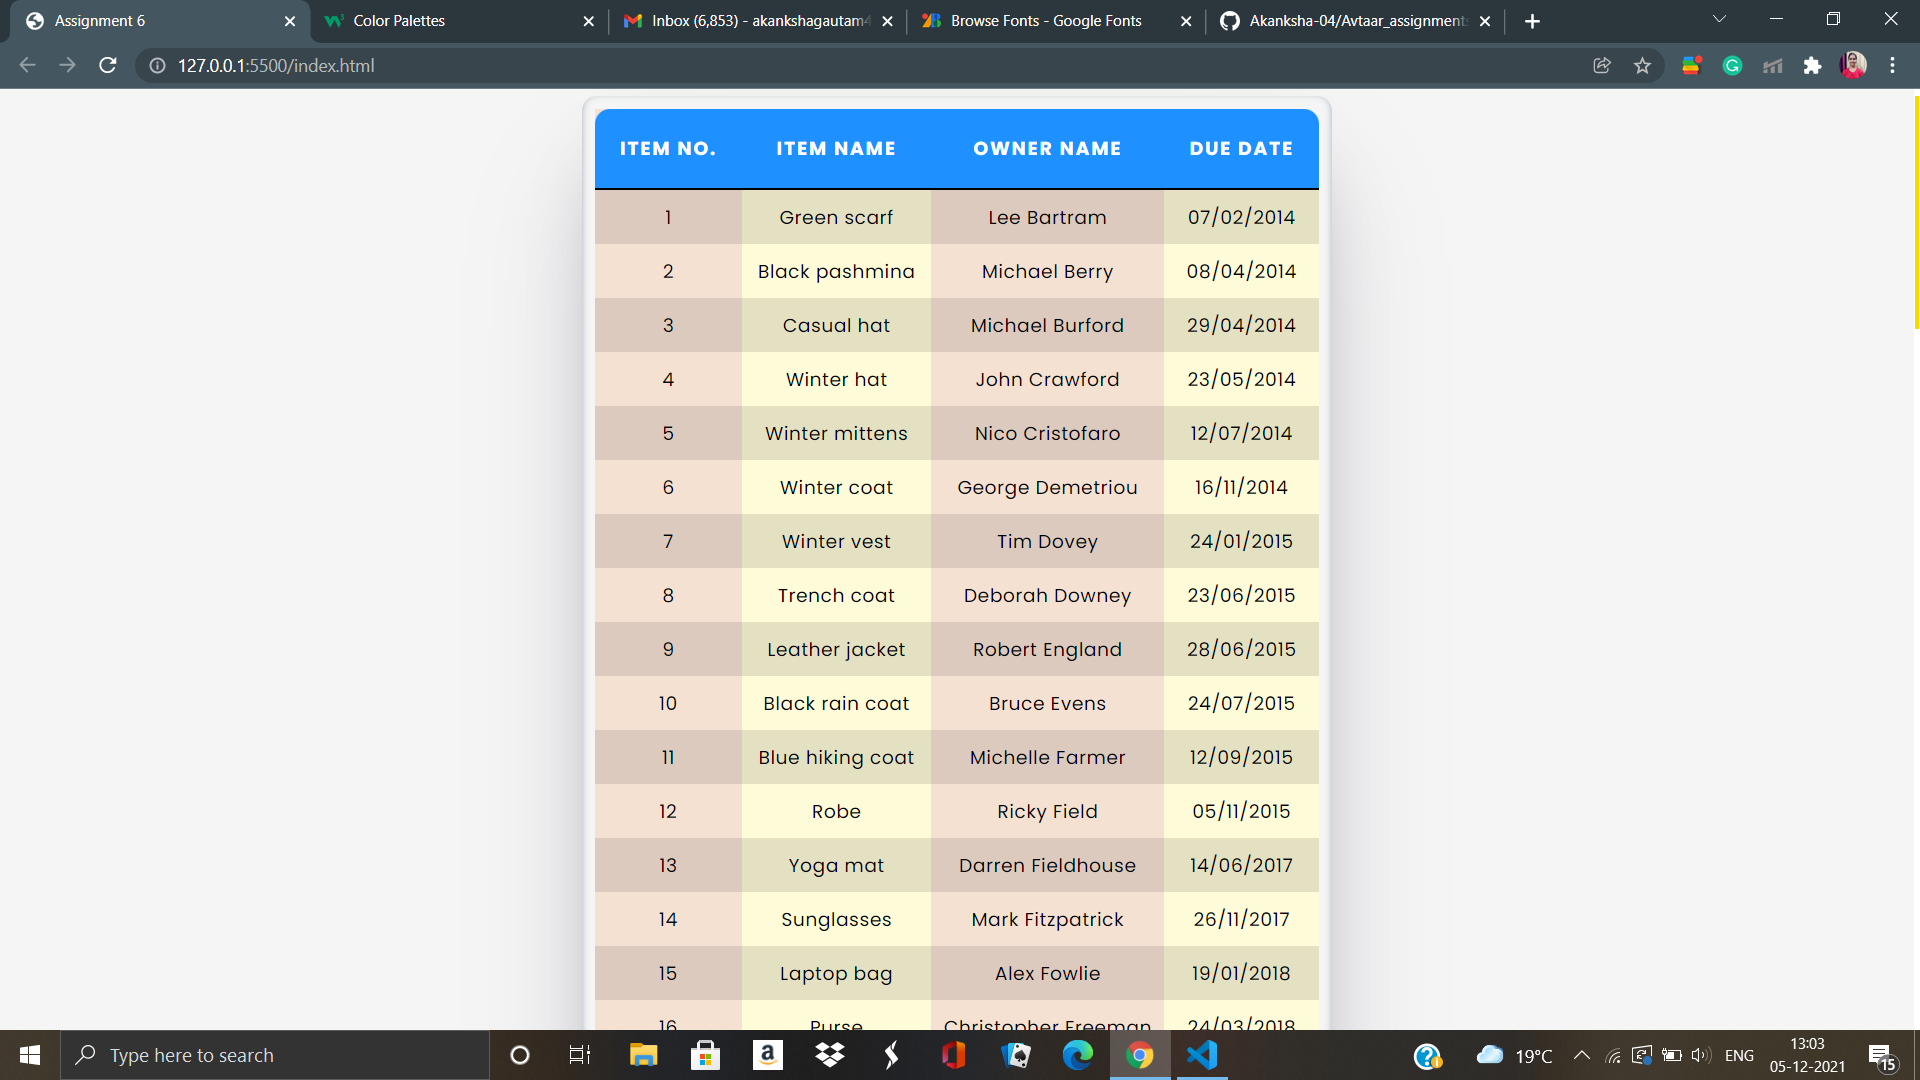 Assignment 6
Color Palettes
Inbox (6,853) - akankshagautam4
Browse Fonts - Google Fonts
Akanksha-04/Avtaar_assignment
127.0.0.1:5500/index.html
ITEM NO. ITEM NAME OWNER NAME DUE DATE
1 Green scarf Lee Bartram 07/02/2014
2 Black pashmina Michael Berry 08/04/2014
3 Casual hat Michael Burford 29/04/2014
4 Winter hat John Crawford 23/05/2014
5 Winter mittens Nico Cristofaro 12/07/2014
6 Winter coat George Demetriou 16/11/2014
7 Winter vest Tim Dovey 24/01/2015
8 Trench coat Deborah Downey 23/06/2015
9 Leather jacket Robert England 28/06/2015
10 Black rain coat Bruce Evens 24/07/2015
11 Blue hiking coat Michelle Farmer 12/09/2015
12 Robe Ricky Field 05/11/2015
13 Yoga mat Darren Fieldhouse 14/06/2017
14 Sunglasses Mark Fitzpatrick 26/11/2017
15 Laptop bag Alex Fowlie 19/01/2018
16 Purse Christopher Freeman 24/03/2018
Type here to search
19°C
ENG
13:03
05-12-2021
15